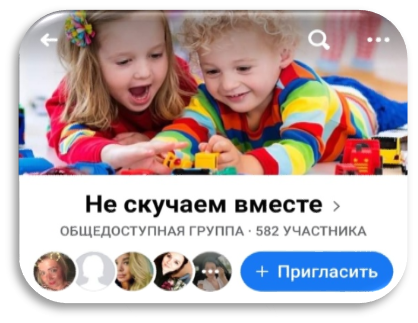 Не скучаем вместе >
ОБЩЕДОСТУПНАЯ ГРУППА · 582 УЧАСТНИКА
+ Пригласить